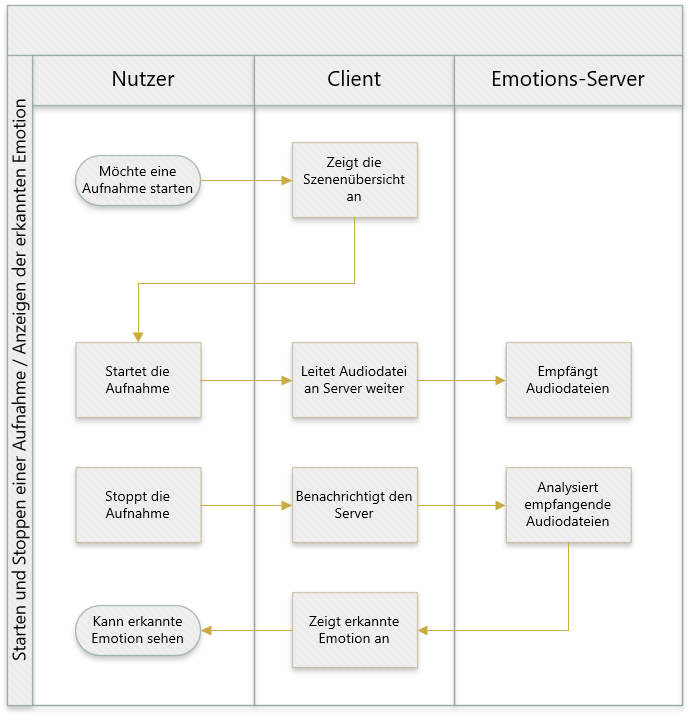 Starten und Stoppen einer Aufnahme / Anzeigen der erkannten Emotion
Nutzer
Client
Emotions-Server
Möchte eine
Aufnahme starten
Zeigt die
Szenenübersicht
an
Startet die
Aufnahme
Leitet Audiodatei
an Server weiter
Empfängt
Audiodateien
Stoppt die
Aufnahme
Benachrichtigt den
Server
Analysiert
empfangende
Audiodateien
Kann erkannte
Emotion sehen
Zeigt erkannte
Emotion an